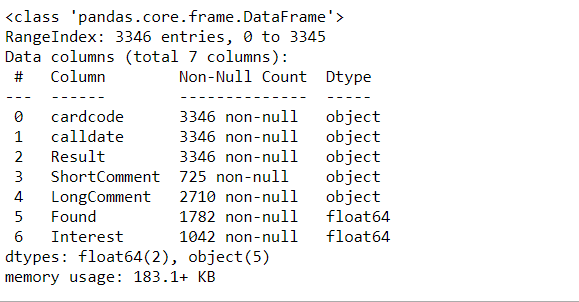 <class 'pandas.core.frame.DataFrame'>
RangeIndex: 3346 entries, 0 to 3345
Data columns (total 7 columns):
 #   Column        Non-Null Count  Dtype
---  ------        --------------  -----
 0   cardcode      3346 non-null   object
 1   calldate      3346 non-null   object
 2   Result        3346 non-null   object
 3   ShortComment  725 non-null    object
 4   LongComment   2710 non-null   object
 5   Found         1782 non-null   float64
 6   Interest      1042 non-null   float64
dtypes: float64(2), object(5)
memory usage: 183.1+ KB